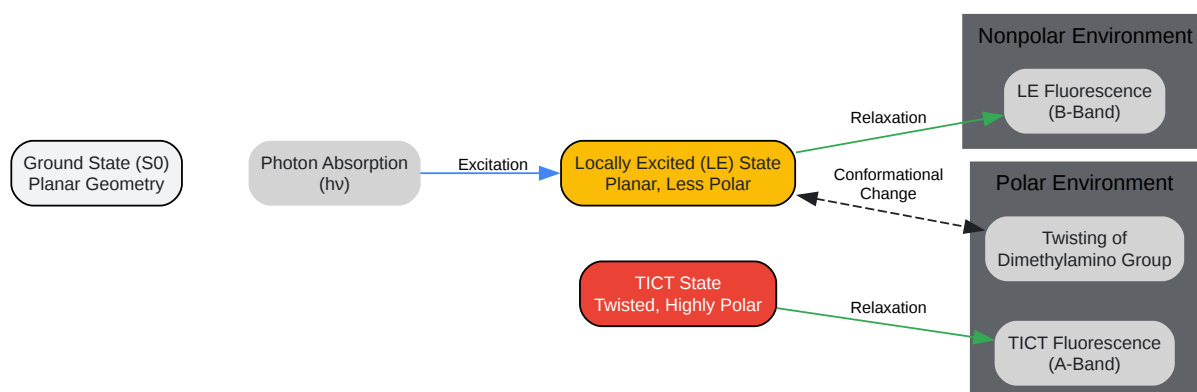 Ground State (S0)
Planar Geometry
Photon Absorption
(hν)
Excitation
Locally Excited (LE) State
Planar, Less Polar
TICT State
Twisted, Highly Polar
Relaxation
Conformational
Change
Relaxation
Nonpolar Environment
LE Fluorescence
(B-Band)
Polar Environment
Twisting of
Dimethylamino Group
TICT Fluorescence
(A-Band)